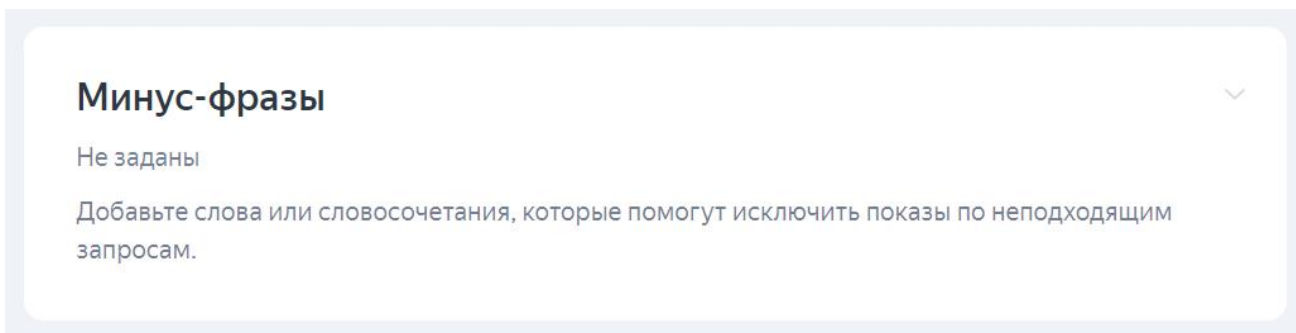 Минус-фразы
Не заданы
Добавьте слова или словосочетания, которые помогут исключить показы по неподходящим
запросам.